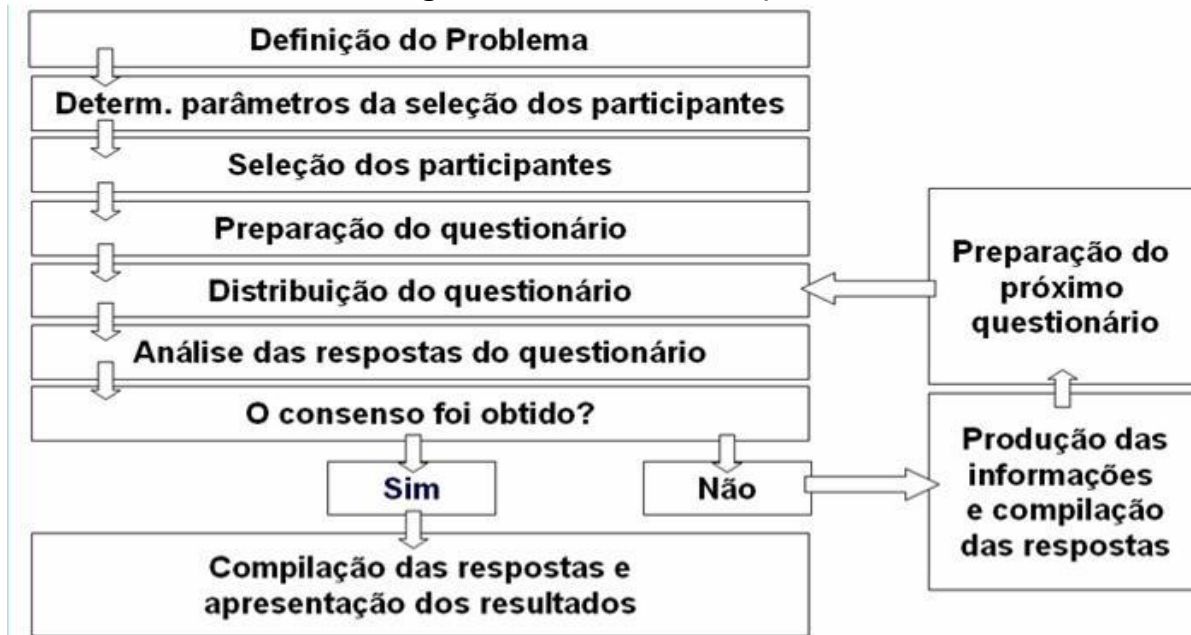 Definição do Problema
Determ. parâmetros da seleção dos participantes
Seleção dos participantes
Preparação do questionário
Distribuição do questionário
Análise das respostas do questionário
O consenso foi obtido?
Sim
Não
Compilação das respostas e
apresentação dos resultados
Produção das
informações
e compilação
das respostas
Preparação do
próximo
questionário